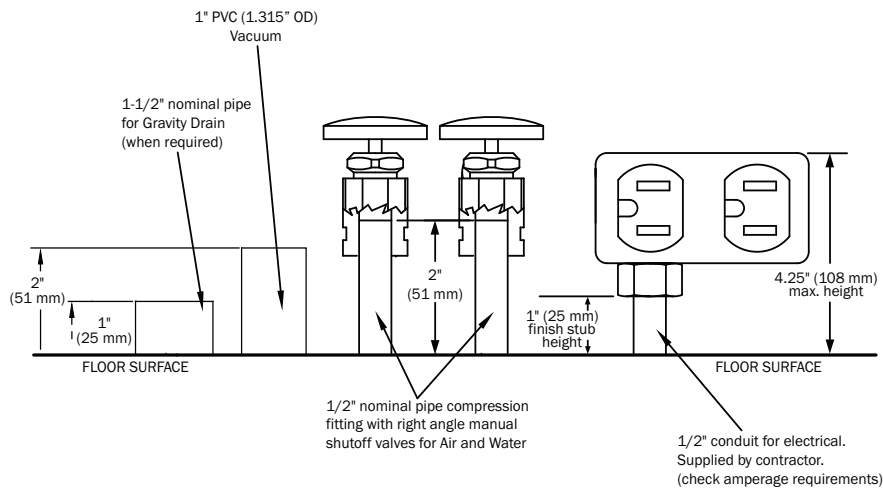 1" PVC (1.315” OD)
Vacuum
1-1/2" nominal pipe
for Gravity Drain
(when required)
2"
(51 mm)
1"
(25 mm)
2"
(51 mm)
1" (25 mm)
finish stub
height
4.25" (108 mm)
max. height
FLOOR SURFACE
FLOOR SURFACE
1/2" nominal pipe compression
fitting with right angle manual
shutoff valves for Air and Water
1/2" conduit for electrical.
Supplied by contractor.
(check amperage requirements)